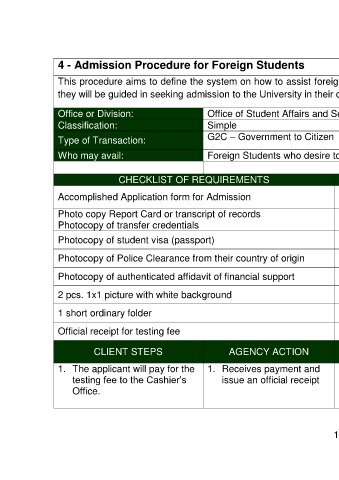 4 - Admission Procedure for Foreign Students
This procedure aims to define the system on how to assist
they will be guided in seeking admission to the University in their
Office or Division: Office of Student Affairs and
Classification: Simple
Type of Transaction: G2C – Government to Citizen
Who may avail: Foreign Students who desire
CHECKLIST OF REQUIREMENTS
Accomplished Application form for Admission
Photo copy Report Card or transcript of records
Photocopy of transfer credentials
Photocopy of student visa (passport)
Photocopy of Police Clearance from their country of origin
Photocopy of authenticated affidavit of financial support
2 pcs. 1x1 picture with white background
1 short ordinary folder
Official receipt for testing fee
CLIENT STEPS AGENCY ACTION
1. The applicant will pay for the
testing fee to the Cashier's
Office.
1. Receives payment and
issue an official receipt
1